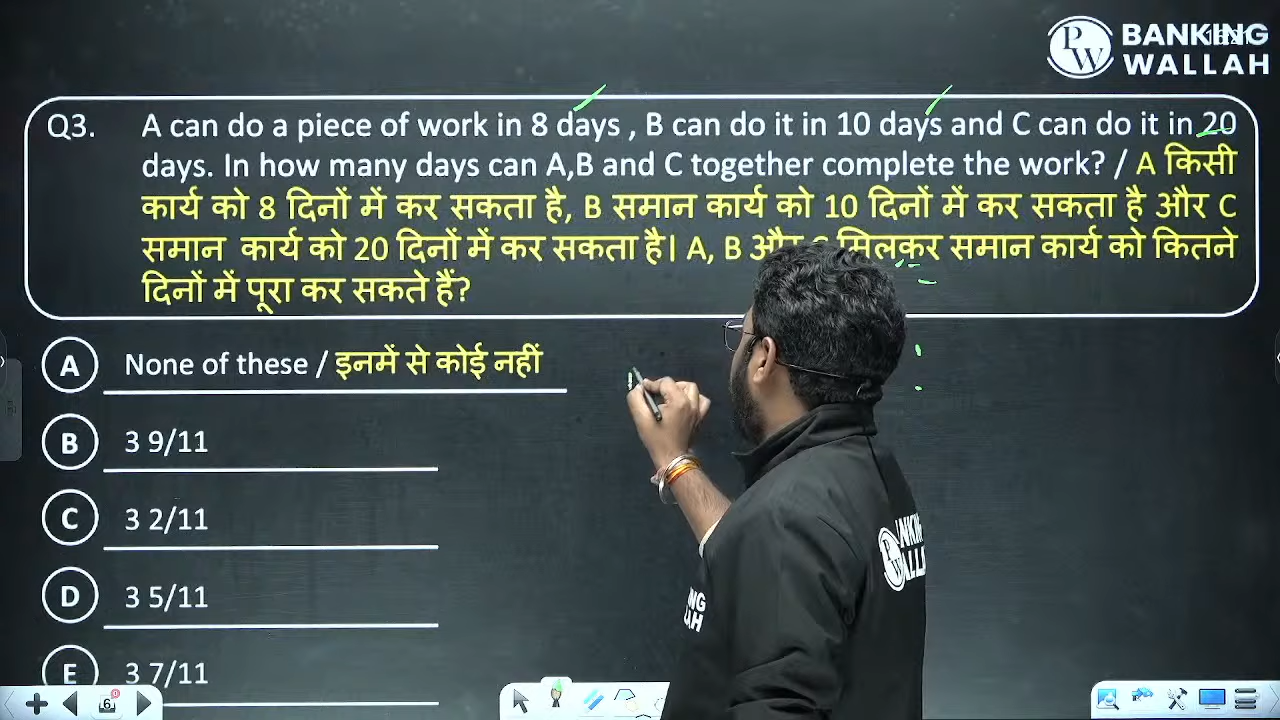 BANKING
WALLAH
Q3. A can do a piece of work in 8 days , B can do it in 10 days and C can do it in 20
days. In how many days can A,B and C together complete the work? / A किसी
कार्य को 8 दिनों में कर सकता है, B समान कार्य को 10 दिनों में कर सकता है और C
समान कार्य को 20 दिनों में कर सकता है। A, B और मिलकर समान कार्य को कितने
दिनों में पूरा कर सकते हैं?
A None of these / इनमें से कोई नहीं
B 3 9/11
C 3 2/11
D 3 5/11
E 3 7/11
6